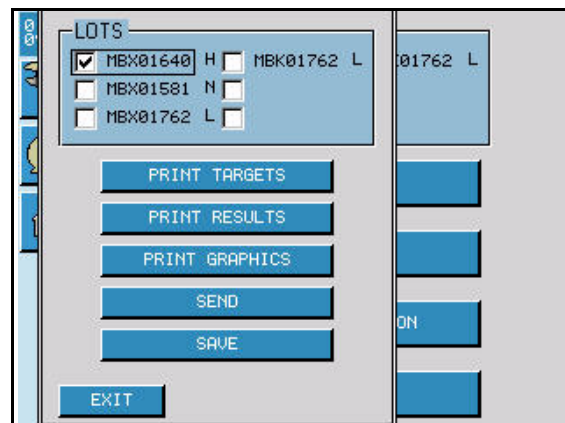 LOTS
MBX01640 H MBK01762 L
MBX01581 N
MBX01762 L
01762 L
PRINT TARGETS
PRINT RESULTS
PRINT GRAPHICS
SEND
ON
SAVE
EXIT